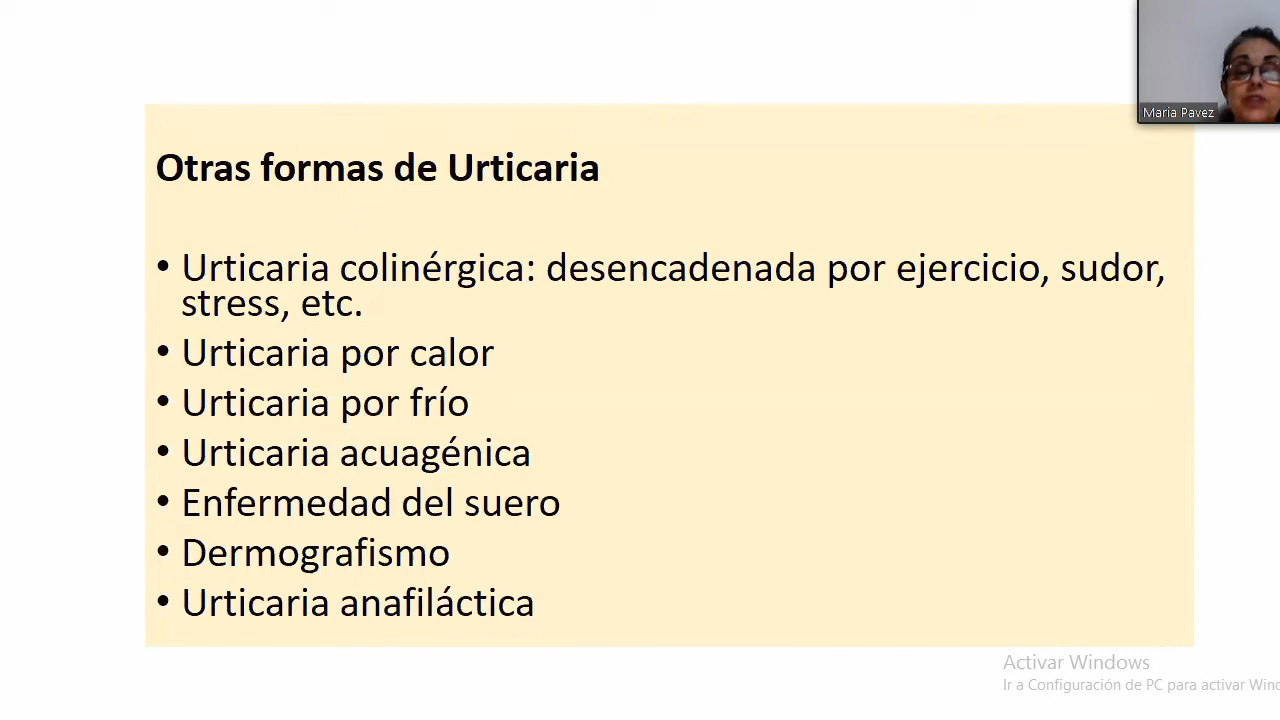 Maria Pavez
Otras formas de Urticaria
• Urticaria colinérgica: desencadenada por ejercicio, sudor,
stress, etc.
• Urticaria por calor
• Urticaria por frío
• Urticaria acuagénica
• Enfermedad del suero
• Dermografismo
• Urticaria anafiláctica
Activar Windows
Ir a Configuración de PC para activar Wind